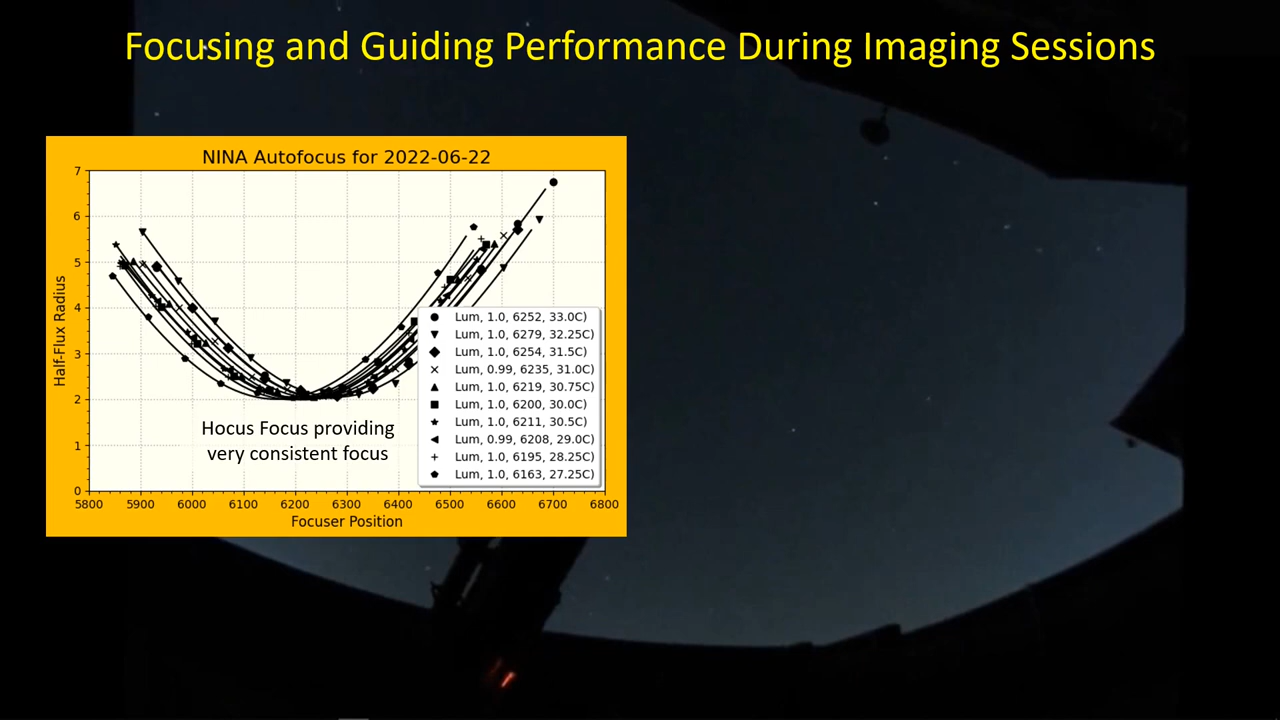 Focusing and Guiding Performance During Imaging Sessions
NINA Autofocus for 2022-06-22
7
6
5
4
3
2
1
0
Half-Flux Radius
Hocus Focus providing
very consistent focus
Lum, 1.0, 6252, 33.0C)
Lum, 1.0, 6279, 32.25C)
Lum, 1.0, 6254, 31.5C)
Lum, 0.99, 6235, 31.0C)
Lum, 1.0, 6219, 30.75C)
Lum, 1.0, 6200, 30.0C)
Lum, 1.0, 6211, 30.5C)
Lum, 0.99, 6208, 29.0C)
Lum, 1.0, 6195, 28.25C)
Lum, 1.0, 6163, 27.25C)
5800 5900 6000 6100 6200 6300 6400 6500 6600 6700 6800
Focuser Position